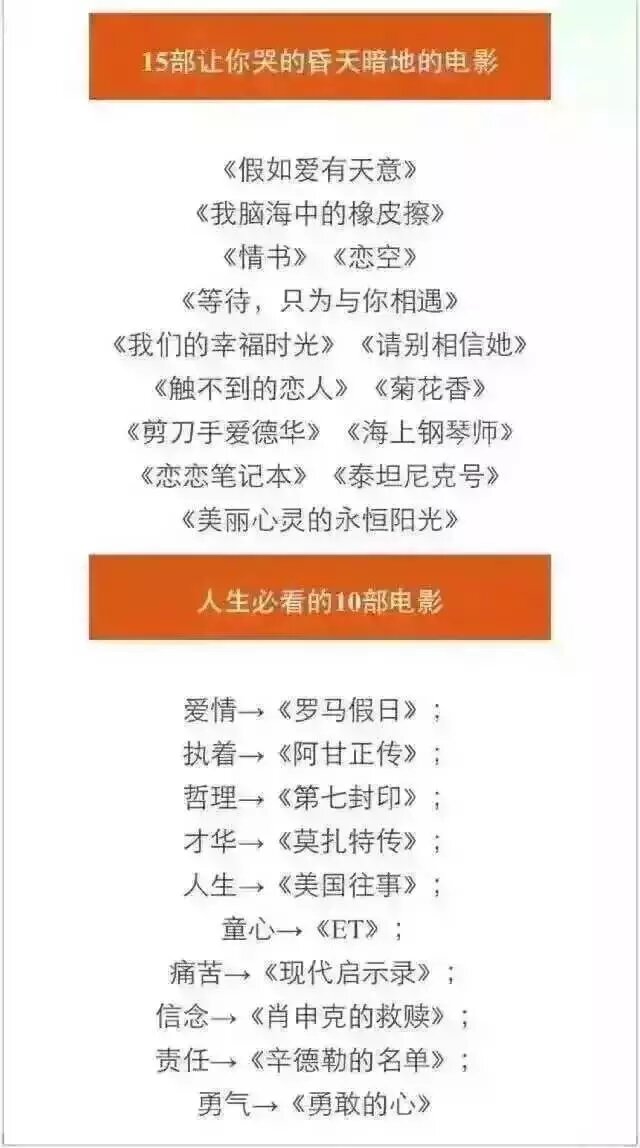 15部让你哭的昏天暗地的电影
《假如爱有天意》
《我脑海中的橡皮擦》
《情书》《恋空》
《等待，只为与你相遇》
《我们的幸福时光》《请别相信她》
《触不到的恋人》《菊花香》
《剪刀手爱德华》《海上钢琴师》
《恋恋笔记本》《泰坦尼克号》
《美丽心灵的永恒阳光》
人生必看的10部电影
爱情→《罗马假日》；
执着→《阿甘正传》；
哲理→《第七封印》；
才华→《莫扎特传》；
人生→《美国往事》；
童心→《ET》；
痛苦→《现代启示录》；
信念→《肖申克的救赎》；
责任→《辛德勒的名单》；
勇气→《勇敢的心》